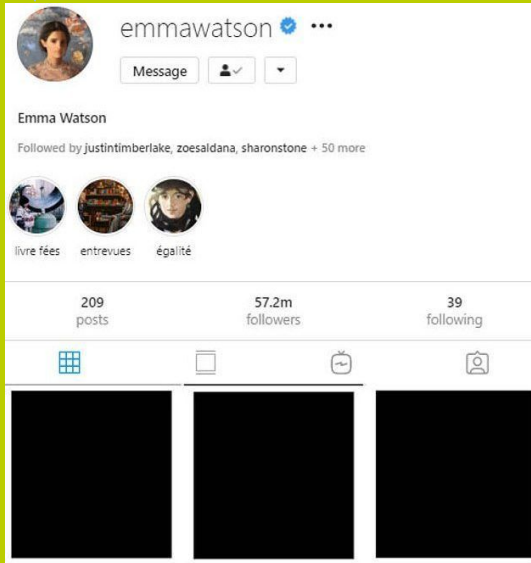 emmawatson
Message
Emma Watson
Followed by justintimberlake, zoesaldana, sharonstone + 50 more
livre fées entrevues égalité
209 57.2m 39
posts followers following